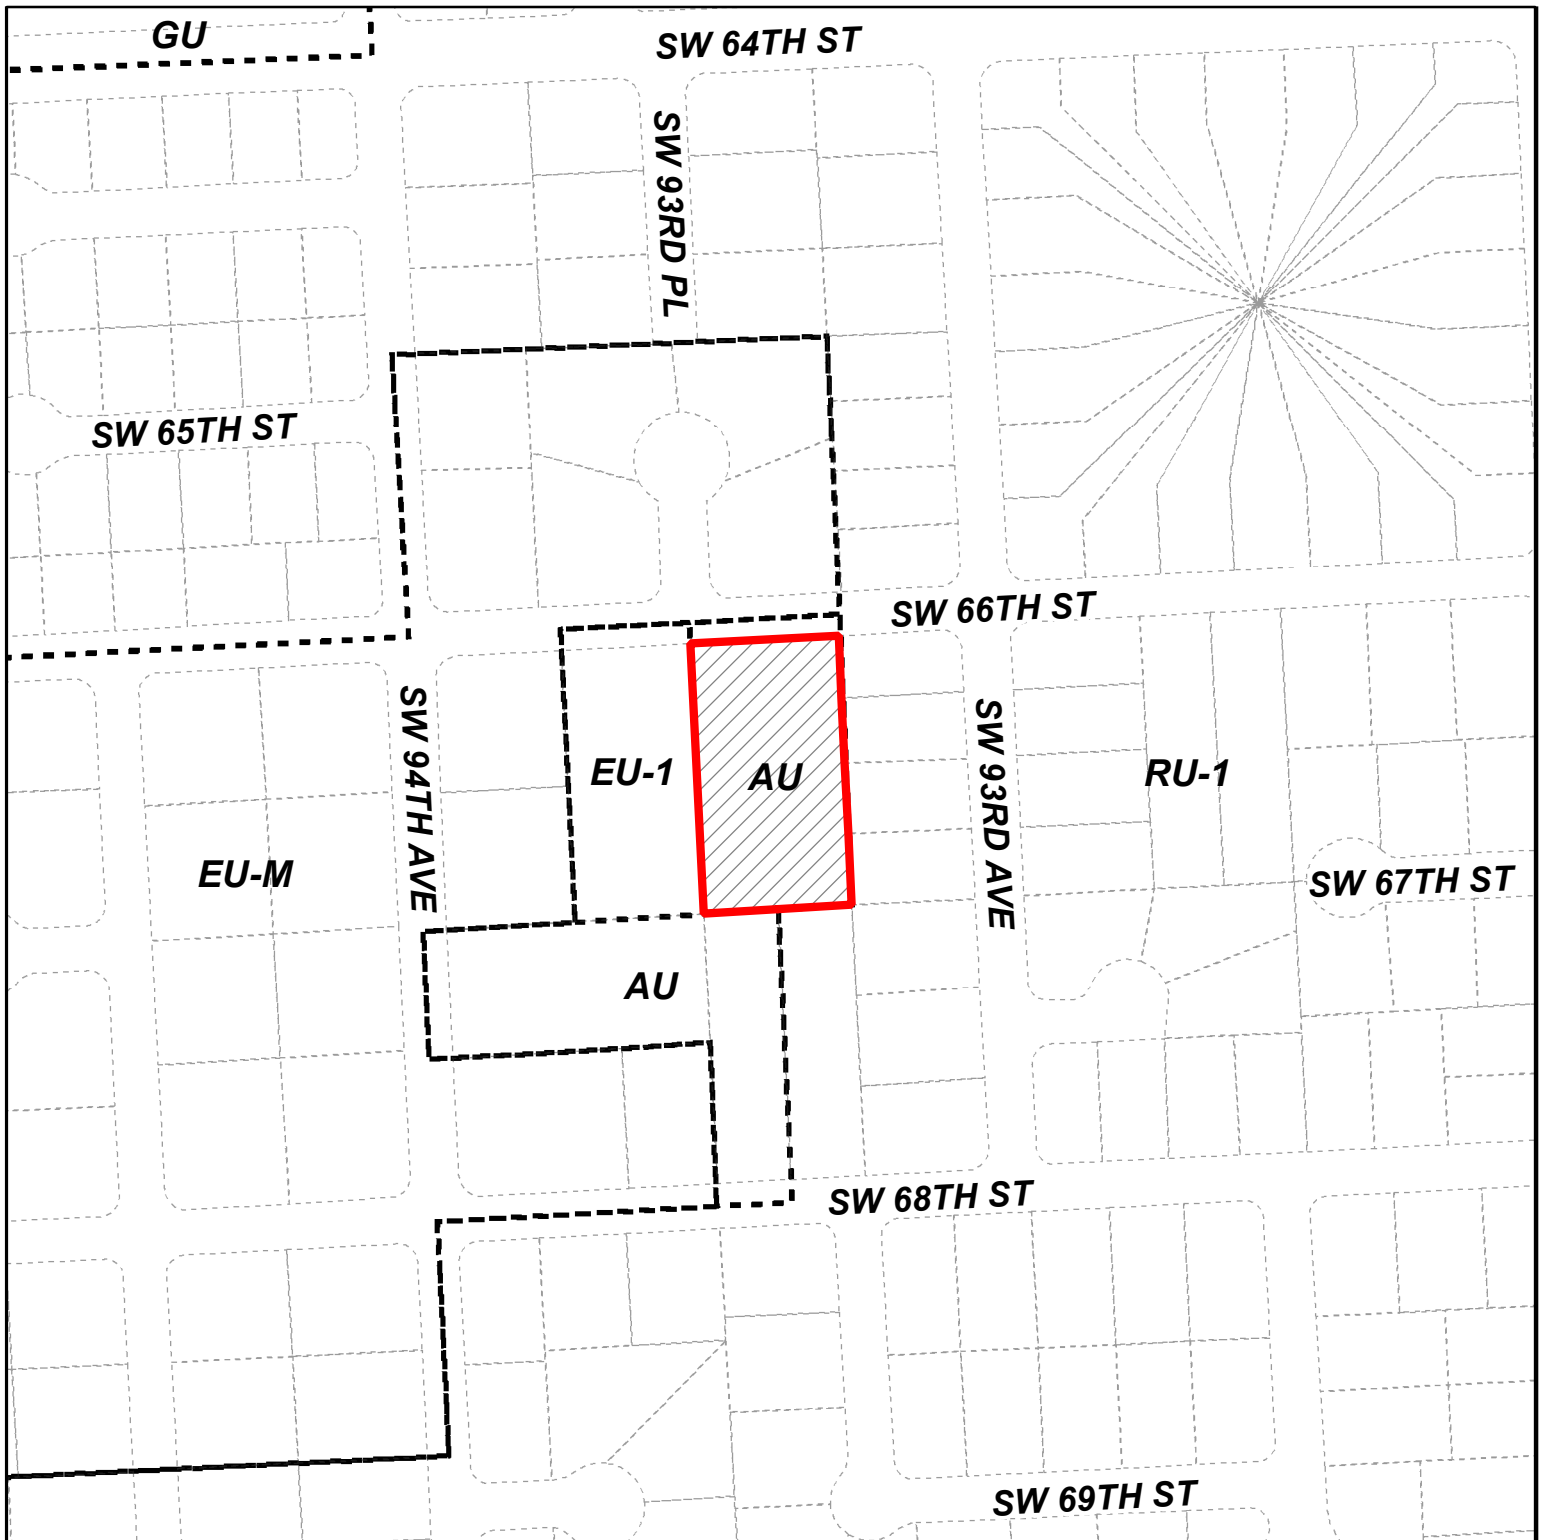 GU
SW 64TH ST
SW 93RD PL
SW 65TH ST
SW 66TH ST
SW 94TH AVE
SW 93RD AVE
EU-1
AU
RU-1
EU-M
SW 67TH ST
AU
SW 68TH ST
SW 69TH ST